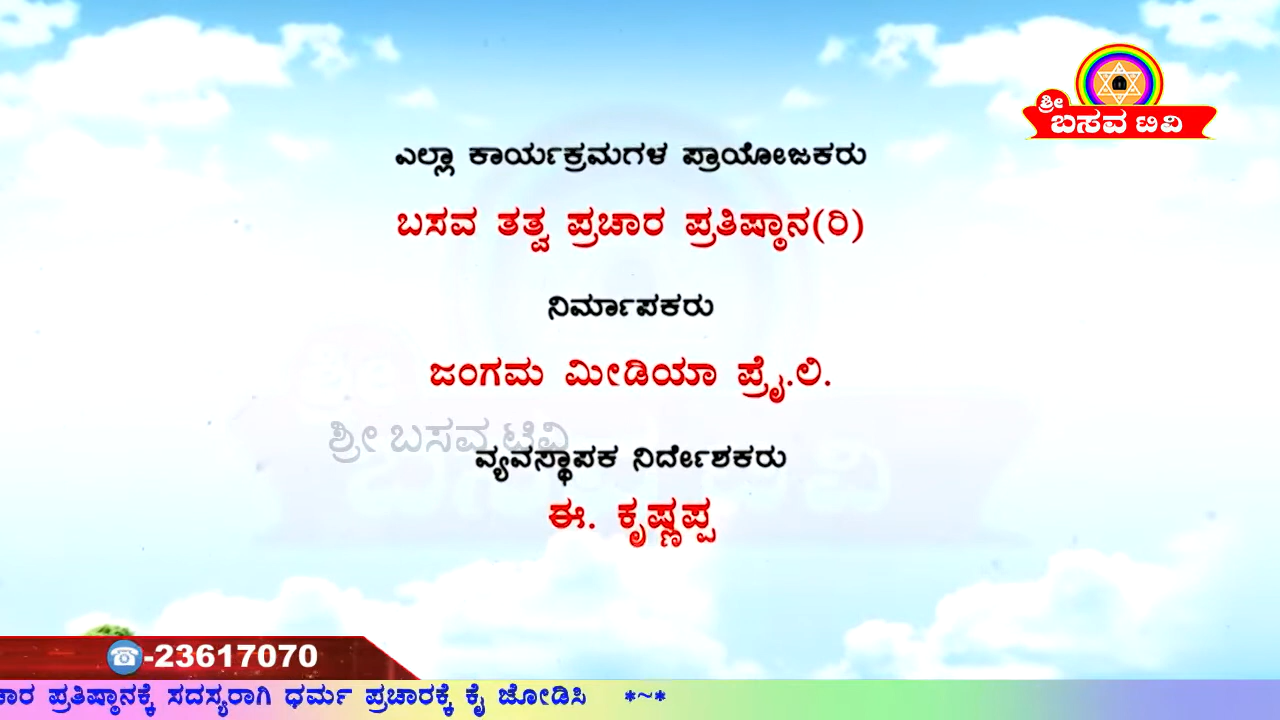 ಶ್ರೀ
ಬಸವ ಟಿವಿ
ಎಲ್ಲಾ ಕಾರ್ಯಕ್ರಮಗಳ ಪ್ರಾಯೋಜಕರು
ಬಸವ ತತ್ವ ಪ್ರಚಾರ ಪ್ರತಿಷ್ಠಾನ(ರಿ)
ನಿರ್ಮಾಪಕರು
ಜಂಗಮ ಮೀಡಿಯಾ ಪ್ರೈ.ಲಿ.
ಶ್ರೀ ಬಸವ ಟಿವಿ
ವ್ಯವಸ್ಥಾಪಕ ನಿರ್ದೇಶಕರು
ಈ. ಕೃಷ್ಣಪ್ಪ
☎-23617070
ಪ್ರತಿಷ್ಠಾನಕ್ಕೆ ಸದಸ್ಯರಾಗಿ ಧರ್ಮ ಪ್ರಚಾರಕ್ಕೆ ಕೈ ಜೋಡಿಸಿ *~*